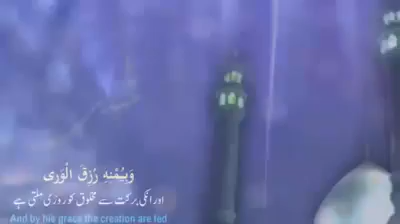 وَبِيُمْنِهِ رُزِقَ الْوَرى
اور انکی برکت سے مخلوق کو روزی ملتی ہے
And by his grace the creation are fed